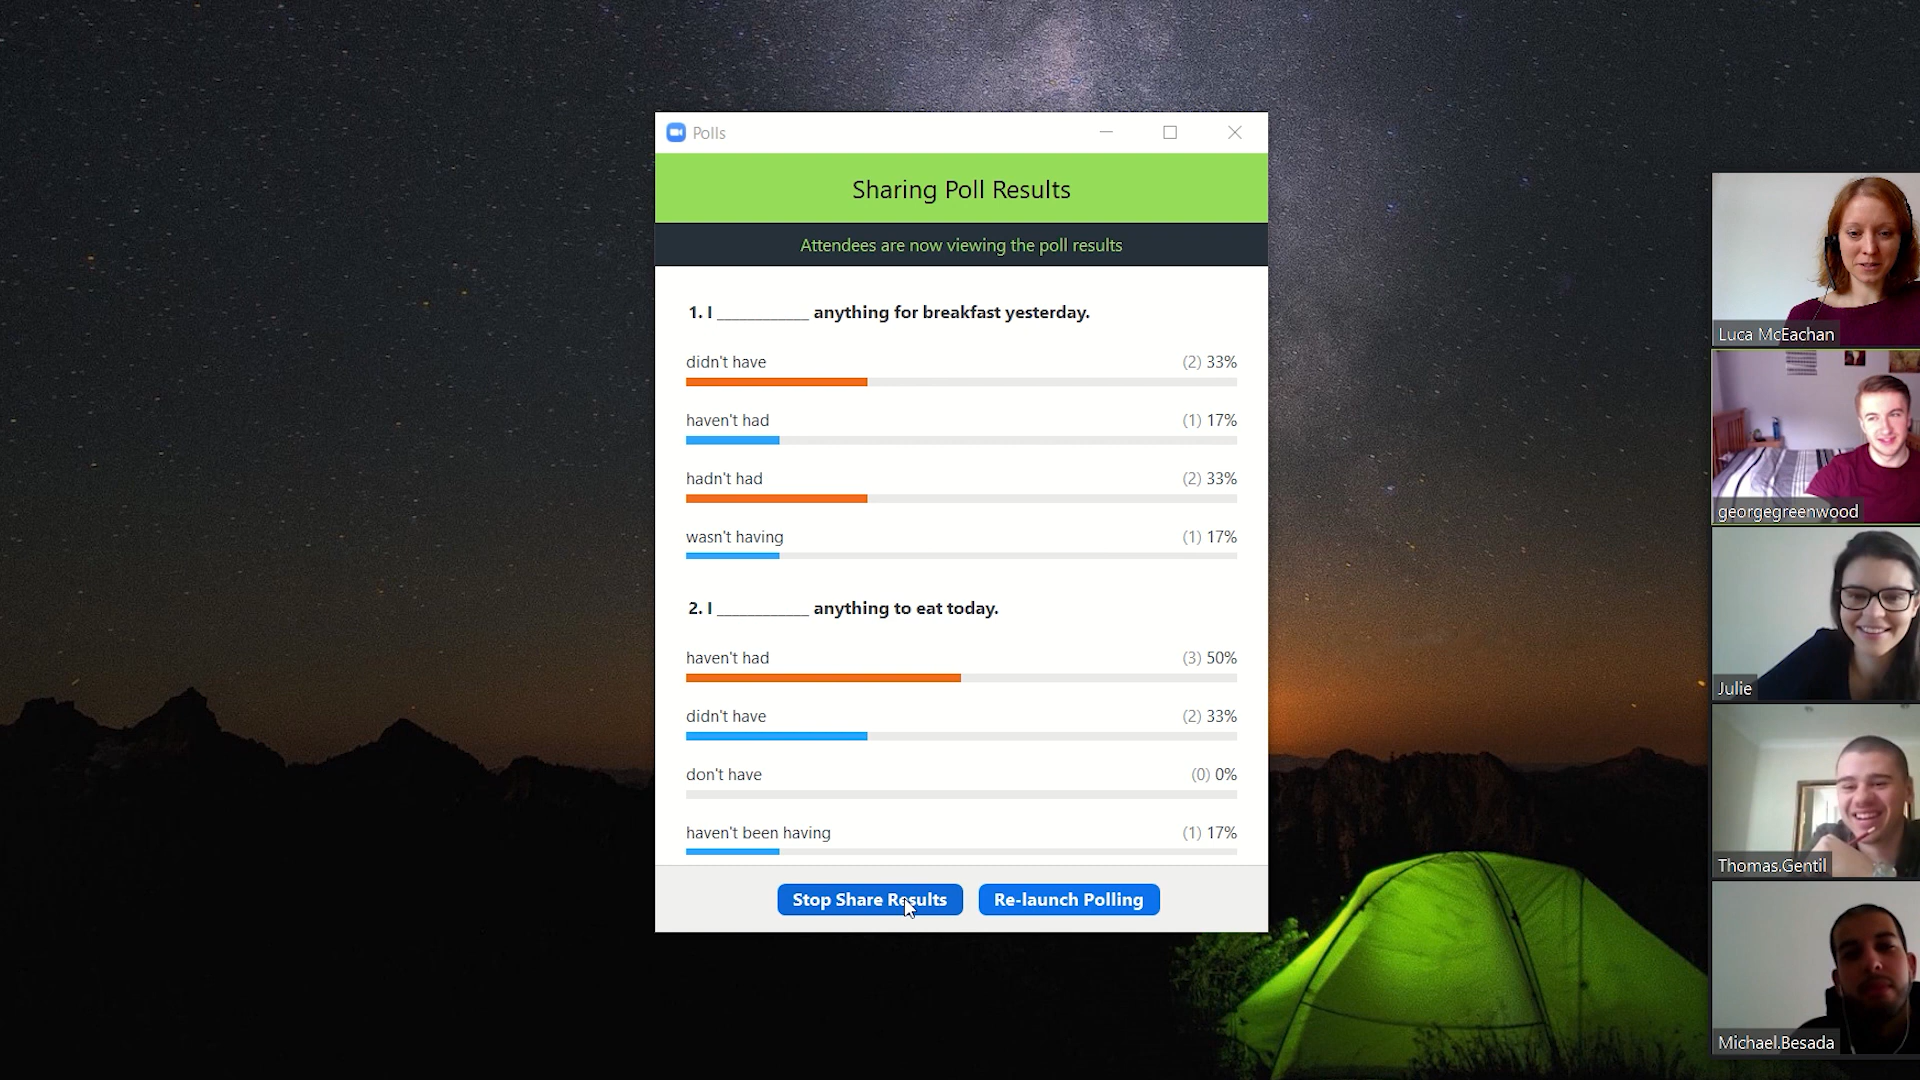 Polls
Sharing Poll Results
Attendees are now viewing the poll results
1. I ___________ anything for breakfast yesterday.
didn't have (2) 33%
haven't had (1) 17%
hadn't had (2) 33%
wasn't having (1) 17%
2. I ___________ anything to eat today.
haven't had (3) 50%
didn't have (2) 33%
don't have (0) 0%
haven't been having (1) 17%
Stop Share Results Re-launch Polling
Luca McEachan
georgegreenwood
Julie
Thomas.Gentil
Michael.Besada